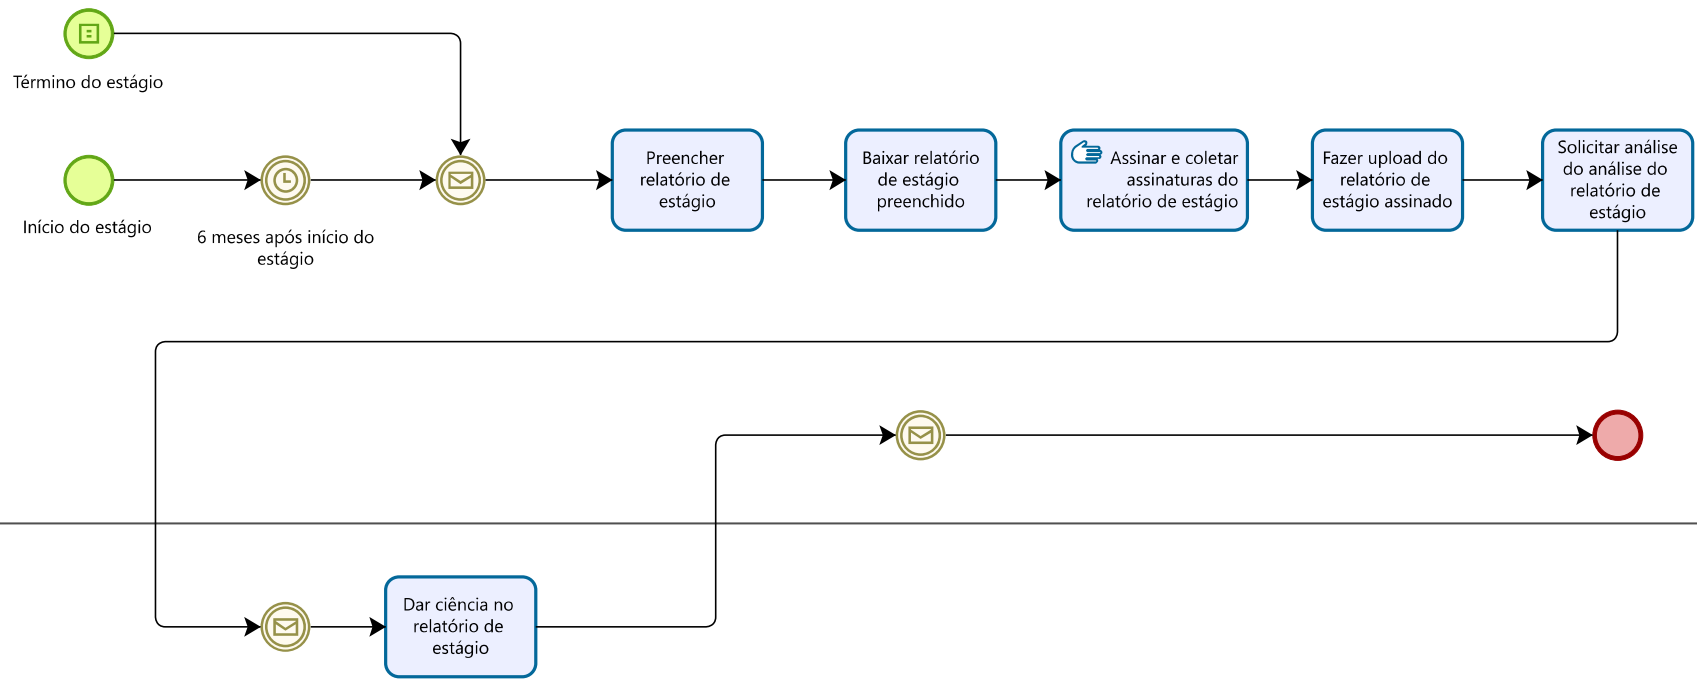 Término do estágio
Início do estágio
6 meses após início do
estágio
Preencher
relatório de
estágio
Baixar relatório
de estágio
preenchido
Assinar e coletar
assinaturas do
relatório de estágio
Fazer upload do
relatório de
estágio assinado
Solicitar análise
do análise do
relatório de
estágio
Dar ciência no
relatório de
estágio